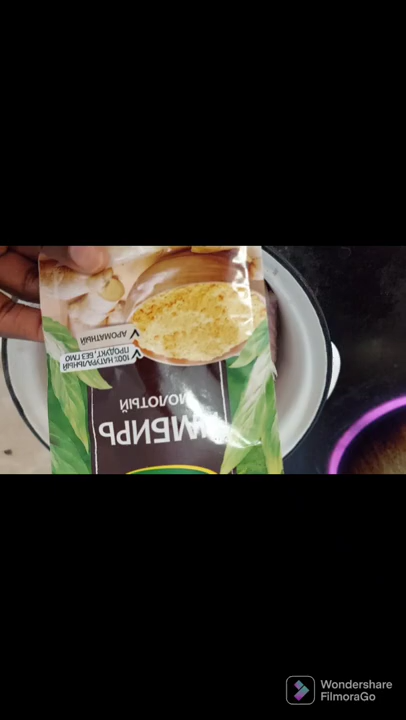 ИМБИРЬ
МОЛОТЫЙ
100% НАТУРАЛЬНЫЙ
ПРОДУКТ, БЕЗ ГМО
АРОМАТНЫЙ
Wondershare
FilmoraGo